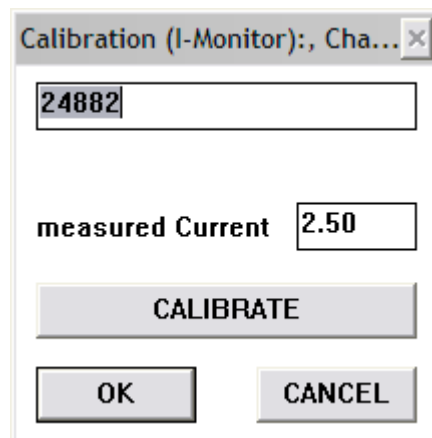 Calibration (I-Monitor):, Cha...
24882
measured Current 2.50
CALIBRATE
OK CANCEL